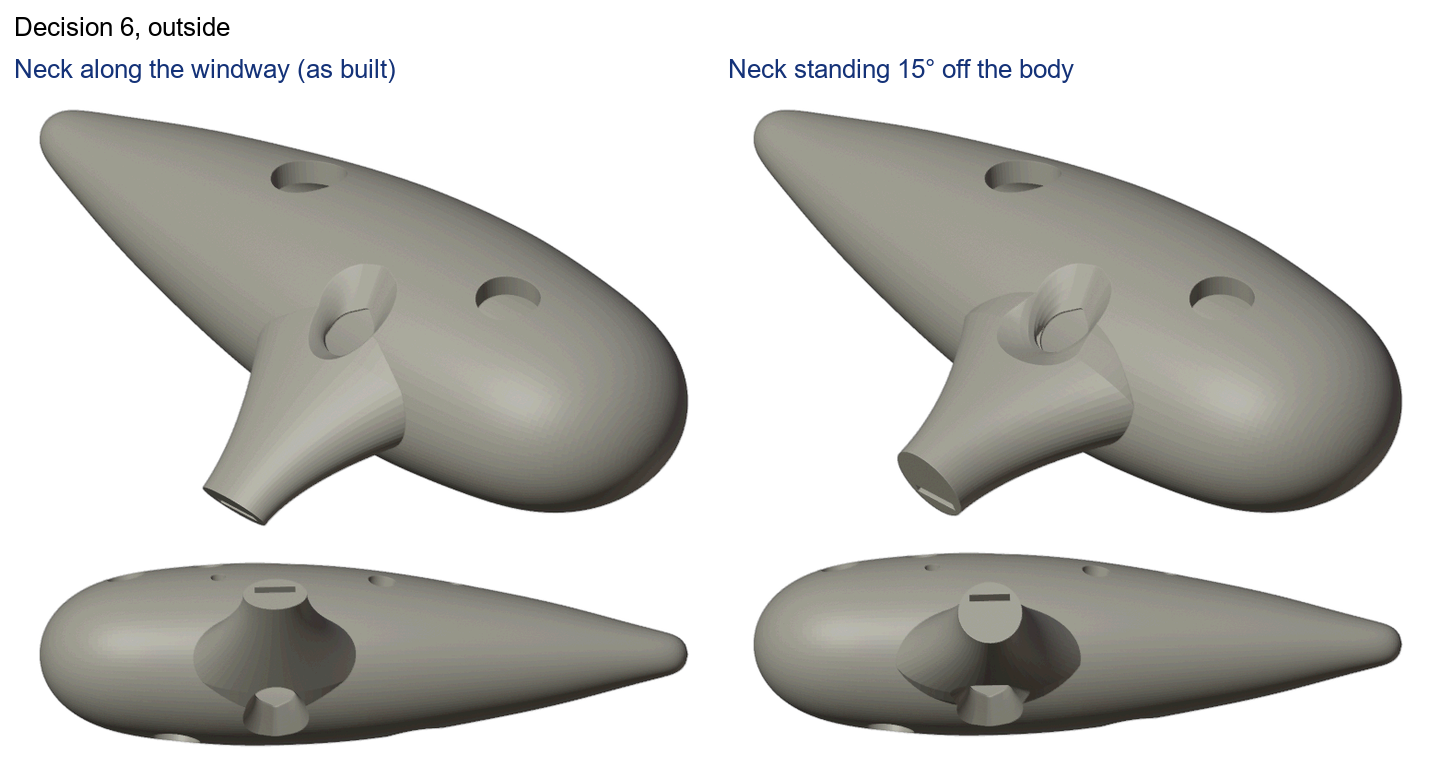 Decision 6, outside
Neck along the windway (as built)
Neck standing 15° off the body